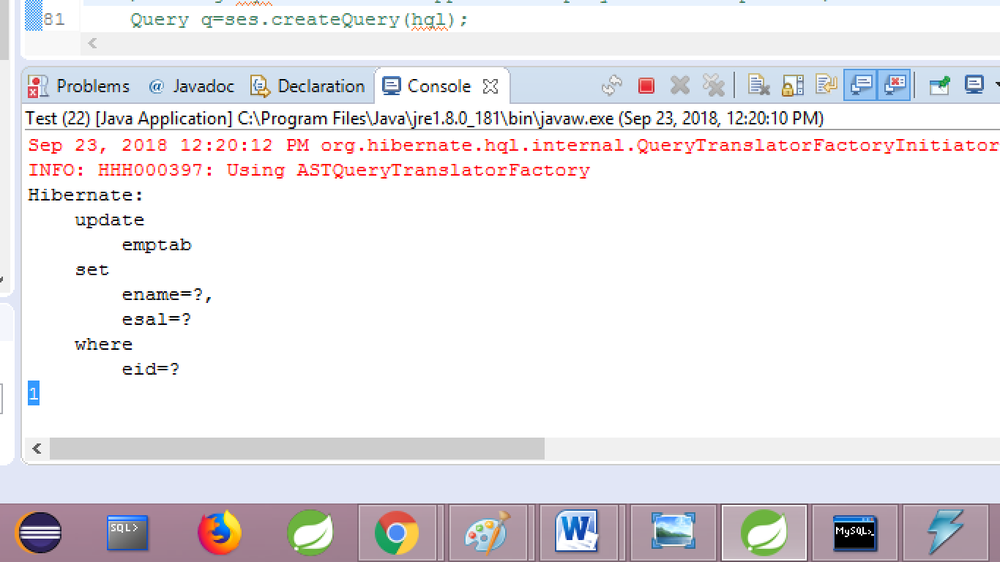 81 Query q=ses.createQuery(hql);
Problems @ Javadoc Declaration Console
Test (22) [Java Application] C:\Program Files\Java\jre1.8.0_181\bin\javaw.exe (Sep 23, 2018, 12:20:10 PM)
Sep 23, 2018 12:20:12 PM org.hibernate.hql.internal.QueryTranslatorFactoryInitiator
INFO: HHH000397: Using ASTQueryTranslatorFactory
Hibernate:
update
emptab
set
ename=?,
esal=?
where
eid=?
1
SQL>
W
MySQL>